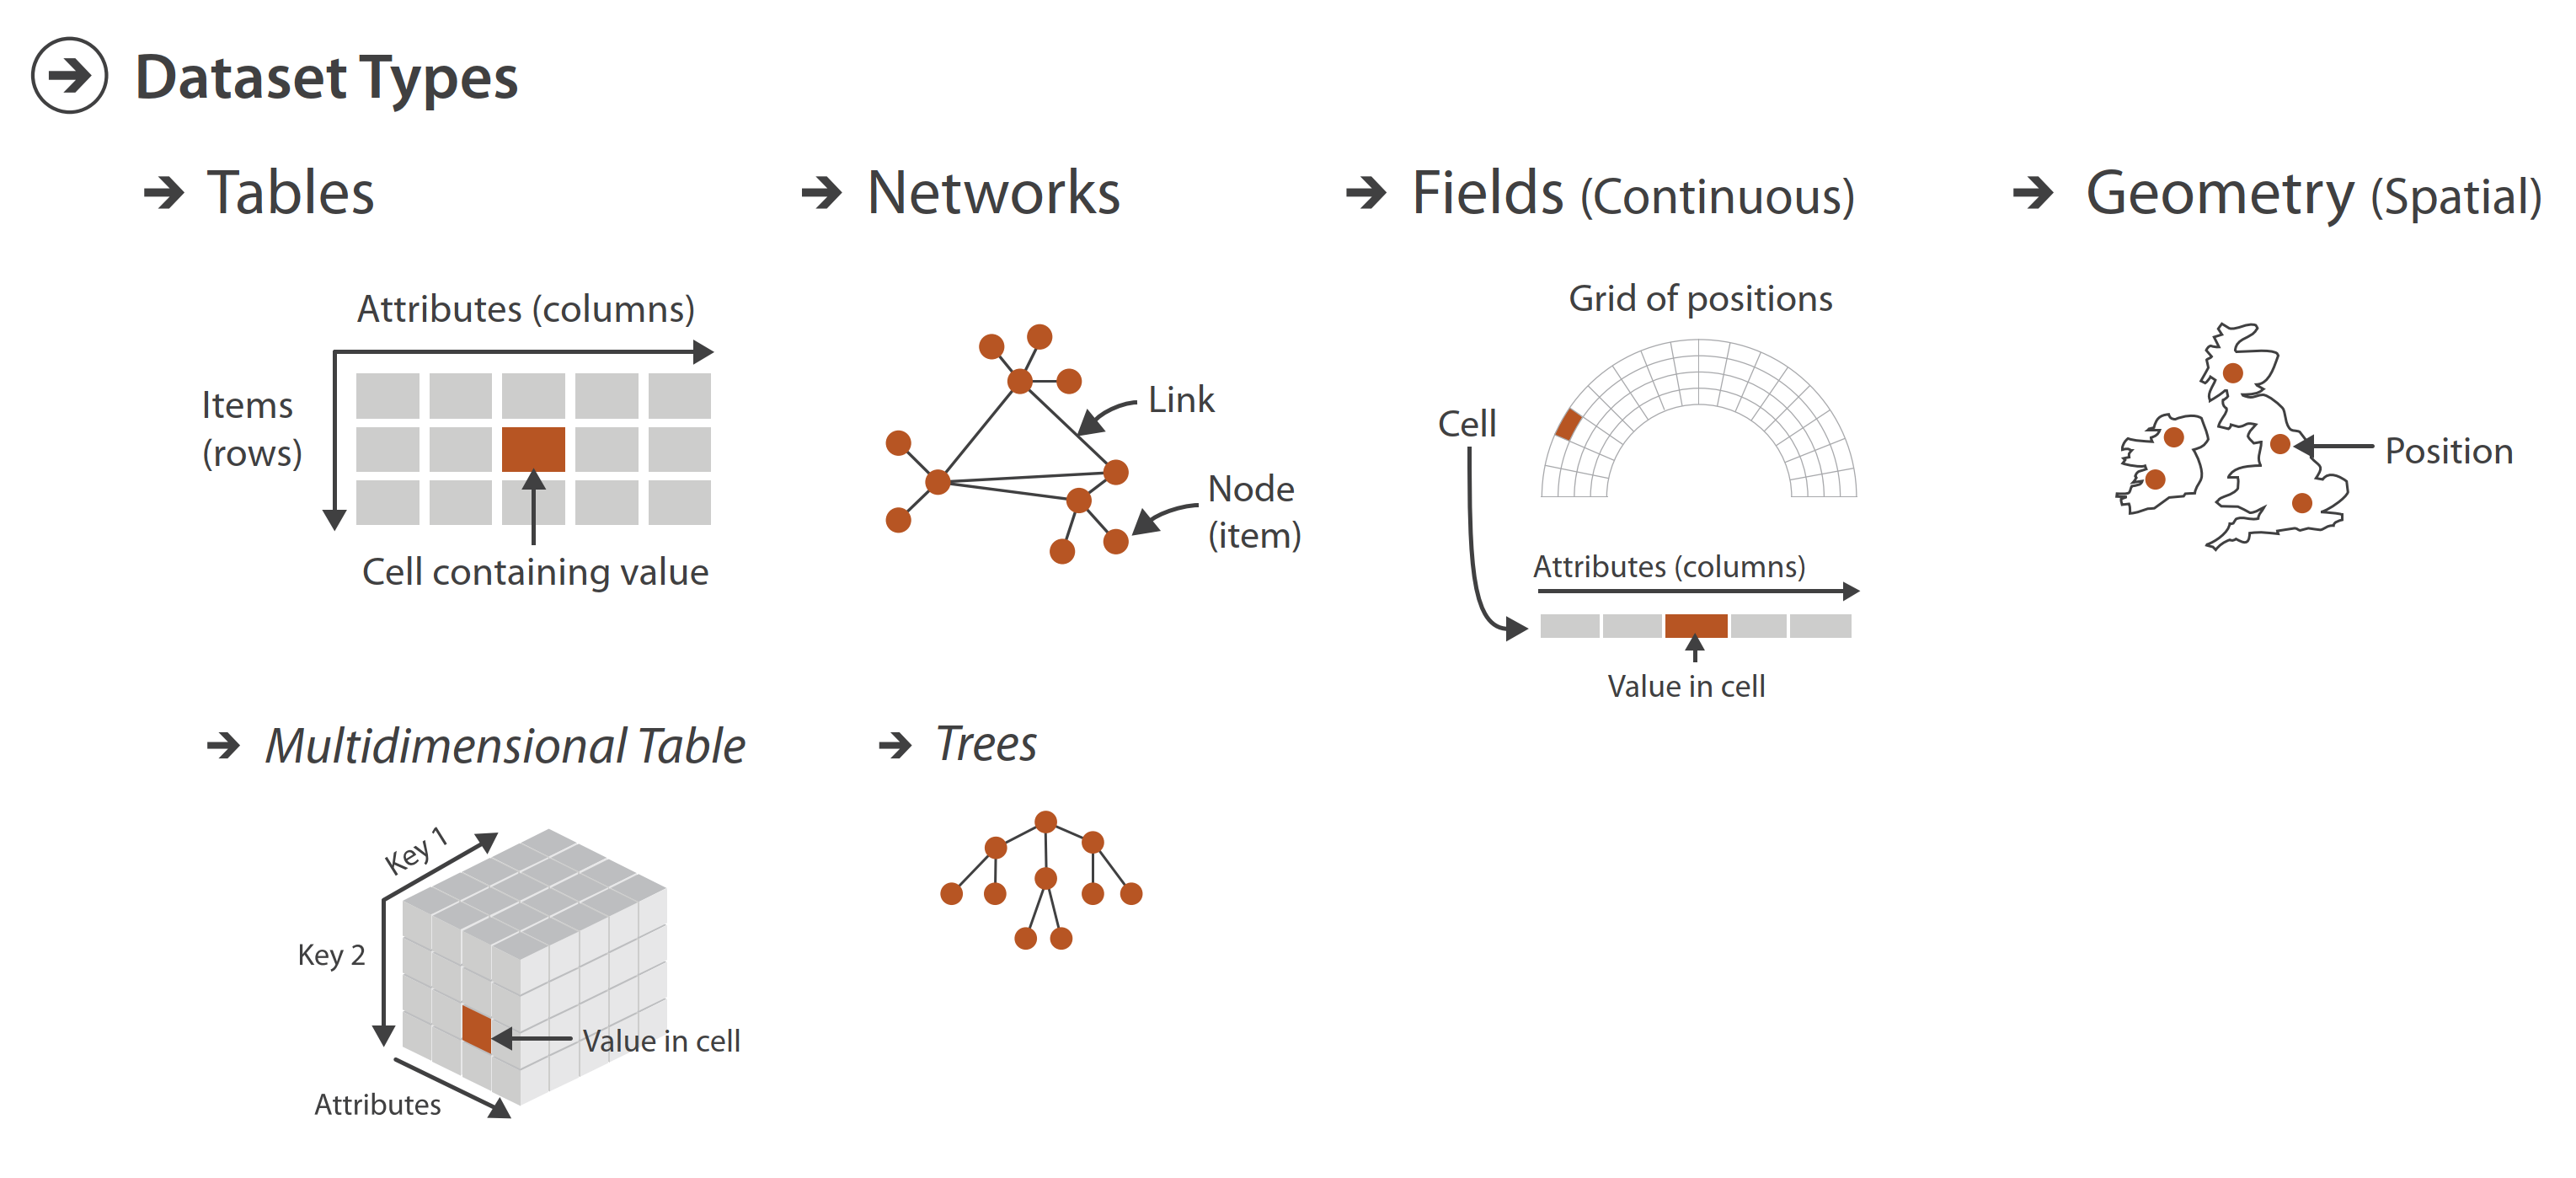 Dataset Types
Tables
Networks
Fields (Continuous)
Geometry (Spatial)
Attributes (columns)
Items
(rows)
Cell containing value
Link
Node
(item)
Grid of positions
Cell
Attributes (columns)
Value in cell
Position
Multidimensional Table
Trees
Key 1
Key 2
Value in cell
Attributes